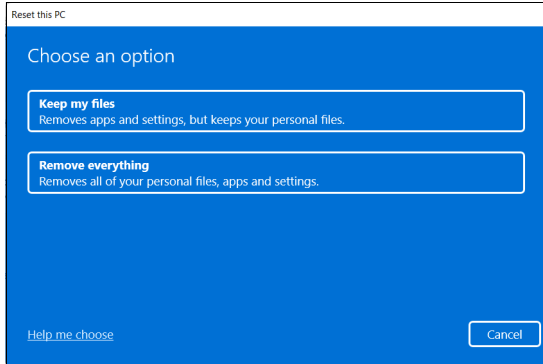 Reset this PC
Choose an option
Keep my files
Removes apps and settings, but keeps your personal files.
Remove everything
Removes all of your personal files, apps and settings.
Help me choose
Cancel